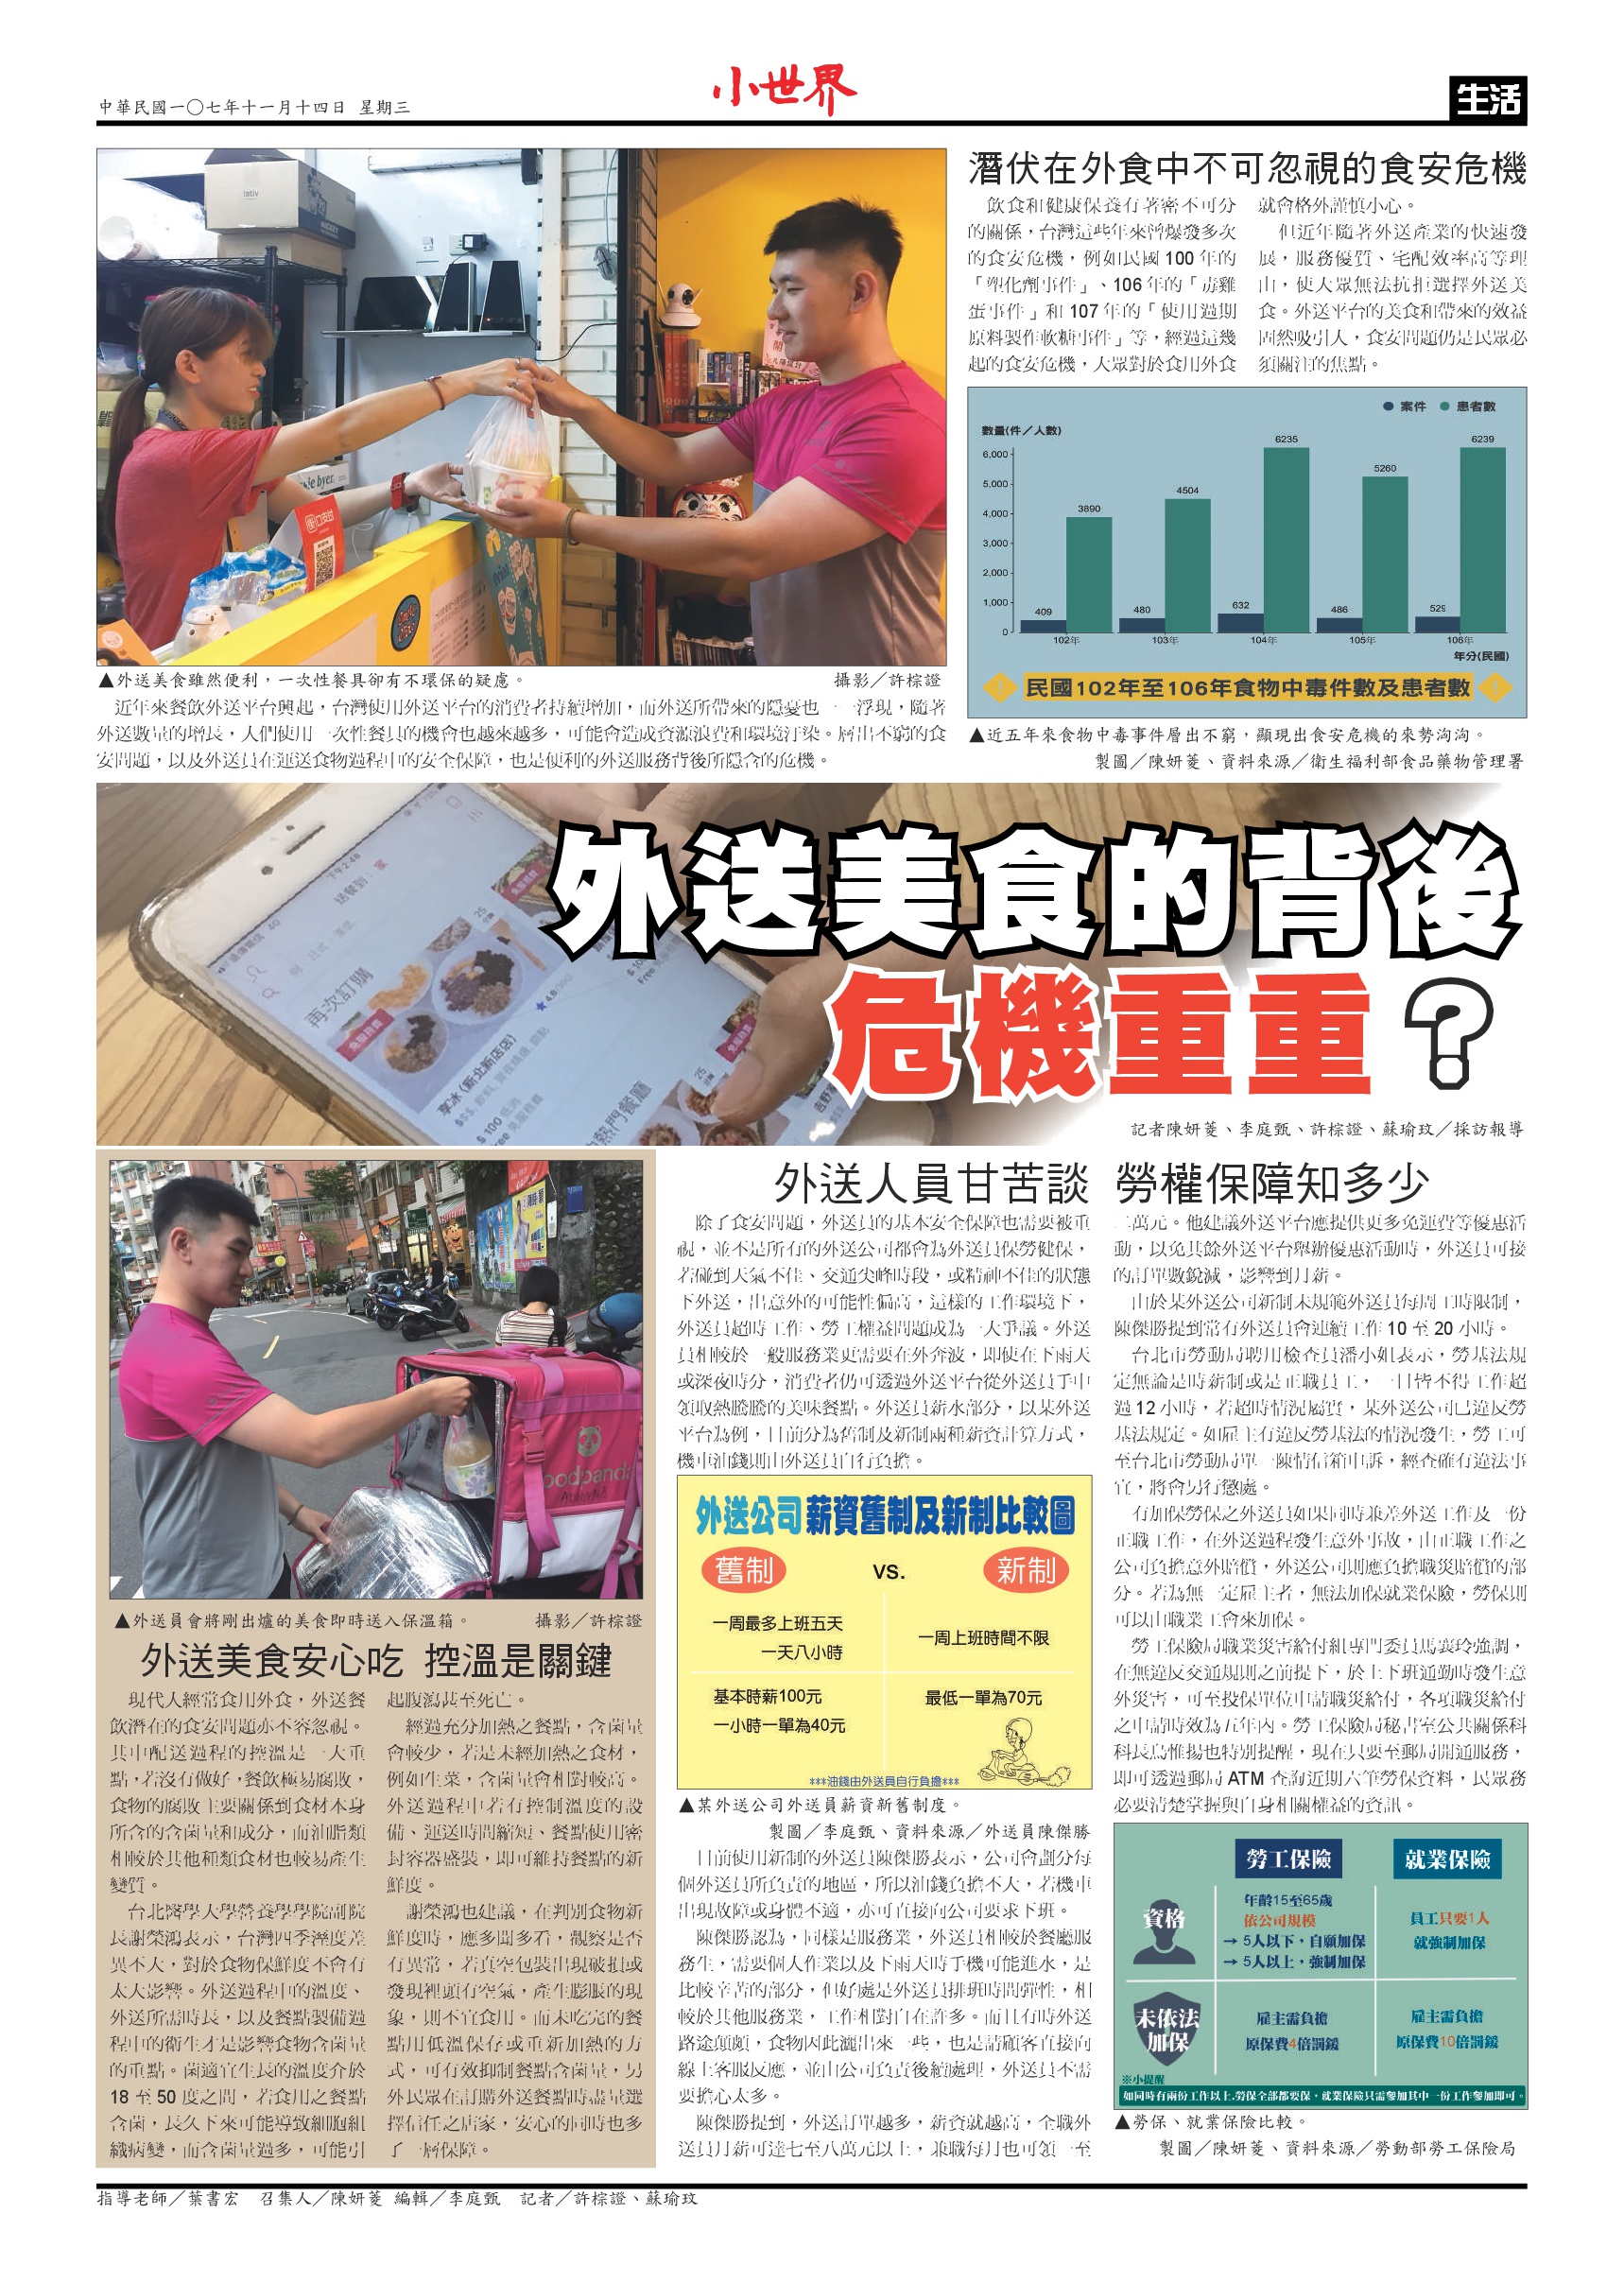 中華民國一〇七年十一月十四日 星期三
小世界
生活
潛伏在外食中不可忽視的食安危機
飲食和健康保養有著密不可分
的關係，台灣這些年來曾爆發多次
的食安危機，例如民國 100 年的
「塑化劑事件」、106 年的「毒雞
蛋事件」和 107 年的「使用過期
原料製作軟糖事件」等，經過這幾
起的食安危機，大眾對於食用外食
就會格外謹慎小心。
但近年隨著外送產業的快速發
展，服務優質、宅配效率高等理
由，使大眾無法抗拒選擇外送美
食。外送平台的美食和帶來的效益
固然吸引人，食安問題仍是民眾必
須關注的焦點。
案件 患者數
數量(件／人數)
6,000
5,000
4,000
3,000
2,000
1,000
0
409 3890 480 4504 632 6235 486 5260 529 6239
102年 103年 104年 105年 106年
年分(民國)
民國102年至106年食物中毒件數及患者數
▲近五年來食物中毒事件層出不窮，顯現出食安危機的來勢洶洶。
製圖／陳妍菱、資料來源／衛生福利部食品藥物管理署
▲外送美食雖然便利，一次性餐具卻有不環保的疑慮。 攝影／許棕證
近年來餐飲外送平台興起，台灣使用外送平台的消費者持續增加，而外送所帶來的隱憂也一一浮現，隨著
外送數量的增長，人們使用一次性餐具的機會也越來越多，可能會造成資源浪費和環境汙染。層出不窮的食
安問題，以及外送員在運送食物過程中的安全保障，也是便利的外送服務背後所隱含的危機。
外送美食的背後
危機重重？
再次訂購
李冰 (新北新店店)
熱門餐廳
記者陳妍菱、李庭甄、許棕證、蘇瑜玟／採訪報導
foodpanda
▲外送員會將剛出爐的美食即時送入保溫箱。 攝影／許棕證
外送美食安心吃 控溫是關鍵
現代人經常食用外食，外送餐
飲潛在的食安問題亦不容忽視。
其中配送過程的控溫是一大重
點，若沒有做好，餐飲極易腐敗，
食物的腐敗主要關係到食材本身
所含的含菌量和成分，而油脂類
相較於其他種類食材也較易產生
變質。
台北醫學大學營養學學院副院
長謝榮鴻表示，台灣四季溼度差
異不大，對於食物保鮮度不會有
太大影響。外送過程中的溫度、
外送所需時長，以及餐點製備過
程中的衛生才是影響食物含菌量
的重點。菌適宜生長的溫度介於
18 至 50 度之間，若食用之餐點
含菌，長久下來可能導致細胞組
織病變，而含菌量過多，可能引
起腹瀉甚至死亡。
經過充分加熱之餐點，含菌量
會較少，若是未經加熱之食材，
例如生菜，含菌量會相對較高。
外送過程中若有控制溫度的設
備、運送時間縮短、餐點使用密
封容器盛裝，即可維持餐點的新
鮮度。
謝榮鴻也建議，在判別食物新
鮮度時，應多聞多看，觀察是否
有異常，若真空包裝出現破損或
發現裡頭有空氣，產生膨脹的現
象，則不宜食用。而未吃完的餐
點用低溫保存或重新加熱的方
式，可有效抑制餐點含菌量，另
外民眾在訂購外送餐點時盡量選
擇信任之店家，安心的同時也多
了一層保障。
外送人員甘苦談 勞權保障知多少
除了食安問題，外送員的基本安全保障也需要被重
視，並不是所有的外送公司都會為外送員保勞健保，
若碰到天氣不佳、交通尖峰時段，或精神不佳的狀態
下外送，出意外的可能性偏高，這樣的工作環境下，
外送員超時工作、勞工權益問題成為一大爭議。外送
員相較於一般服務業更需要在外奔波，即使在下雨天
或深夜時分，消費者仍可透過外送平台從外送員手中
領取熱騰騰的美味餐點。外送員薪水部分，以某外送
平台為例，目前分為舊制及新制兩種薪資計算方式，
機車油錢則由外送員自行負擔。
外送公司薪資舊制及新制比較圖
舊制 vs. 新制
一周最多上班五天
一天八小時
一周上班時間不限
基本時薪100元
一小時一單為40元
最低一單為70元
***油錢由外送員自行負擔***
▲某外送公司外送員薪資新舊制度。
製圖／李庭甄、資料來源／外送員陳傑勝
目前使用新制的外送員陳傑勝表示，公司會劃分每
個外送員所負責的地區，所以油錢負擔不大，若機車
出現故障或身體不適，亦可直接向公司要求下班。
陳傑勝認為，同樣是服務業，外送員相較於餐廳服
務生，需要個人作業以及下雨天時手機可能進水，是
比較辛苦的部分，但好處是外送員排班時間彈性，相
較於其他服務業，工作相對自在許多。而且有時外送
路途顛頗，食物因此灑出來一些，也是請顧客直接向
線上客服反應，並由公司負責後續處理，外送員不需
要擔心太多。
陳傑勝提到，外送訂單越多，薪資就越高，全職外
送員月薪可達七至八萬元以上，兼職每月也可領一至
二萬元。他建議外送平台應提供更多免運費等優惠活
動，以免其餘外送平台舉辦優惠活動時，外送員可接
的訂單數銳減，影響到月薪。
由於某外送公司新制未規範外送員每周工時限制，
陳傑勝提到常有外送員會連續工作 10 至 20 小時。
台北市勞動局聘用檢查員潘小姐表示，勞基法規
定無論是時薪制或是正職員工，一日皆不得工作超
過 12 小時，若超時情況屬實，某外送公司已違反勞
基法規定。如雇主有違反勞基法的情況發生，勞工可
至台北市勞動局單一陳情信箱申訴，經查確有違法事
宜，將會另行懲處。
有加保勞保之外送員如果同時兼差外送工作及一份
正職工作，在外送過程發生意外事故，由正職工作之
公司負擔意外賠償，外送公司則應負擔職災賠償的部
分。若為無一定雇主者，無法加保就業保險，勞保則
可以由職業工會來加保。
勞工保險局職業災害給付組專門委員馬襄玲強調，
在無違反交通規則之前提下，於上下班通勤時發生意
外災害，可至投保單位申請職災給付，各項職災給付
之申請時效為五年內。勞工保險局秘書室公共關係科
科長烏惟揚也特別提醒，現在只要至郵局開通服務，
即可透過郵局 ATM 查詢近期六筆勞保資料，民眾務
必要清楚掌握與自身相關權益的資訊。
勞工保險 就業保險
資格
年齡15至65歲
依公司規模
→ 5人以下，自願加保
→ 5人以上，強制加保
員工只要1人
就強制加保
未依法
加保
雇主需負擔
原保費4倍罰鍰
雇主需負擔
原保費10倍罰鍰
※小提醒
如同時有兩份工作以上,勞保全部都要保，就業保險只需參加其中一份工作參加即可。
▲勞保、就業保險比較。
製圖／陳妍菱、資料來源／勞動部勞工保險局
指導老師／葉書宏 召集人／陳妍菱 編輯／李庭甄 記者／許棕證、蘇瑜玟